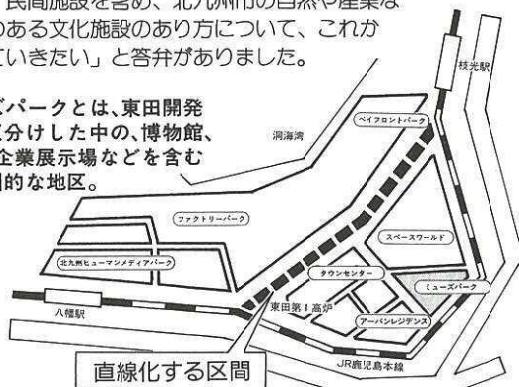 民間施設を含め、北九州市の自然や産業な
のある文化施設のあり方について、これか
ていきたい」と答弁がありました。
ズパークとは、東田開発
分けした中の、博物館、
企業展示場などを含む
的な地区。
枝光駅
ベイフロントパーク
洞海湾
ファクトリーパーク
スペースワールド
北九州ヒューマンメディアパーク
タウンセンター
ミューズパーク
八幡駅
東田第1高炉
アーバンレジデンス
JR鹿児島本線
直線化する区間